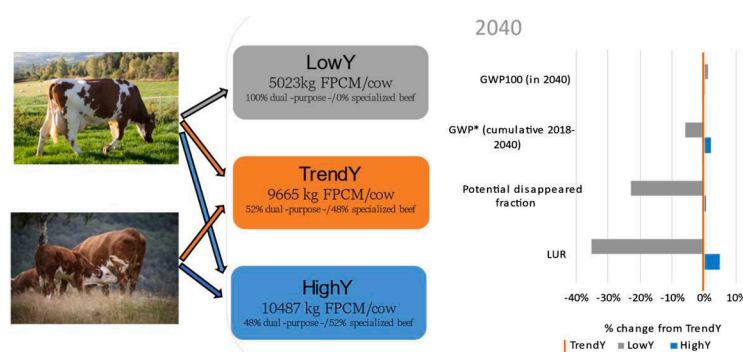 LowY
5023kg FPCM/cow
100% dual -purpose -/0% specialized beef
TrendY
9665 kg FPCM/cow
52% dual -purpose -/48% specialized beef
HighY
10487 kg FPCM/cow
48% dual -purpose -/52% specialized beef
2040
GWP100 (in 2040)
GWP* (cumulative 2018-
2040)
Potential disappeared
fraction
LUR
-40% -30% -20% -10% 0% 10%
% change from TrendY
TrendY LowY HighY